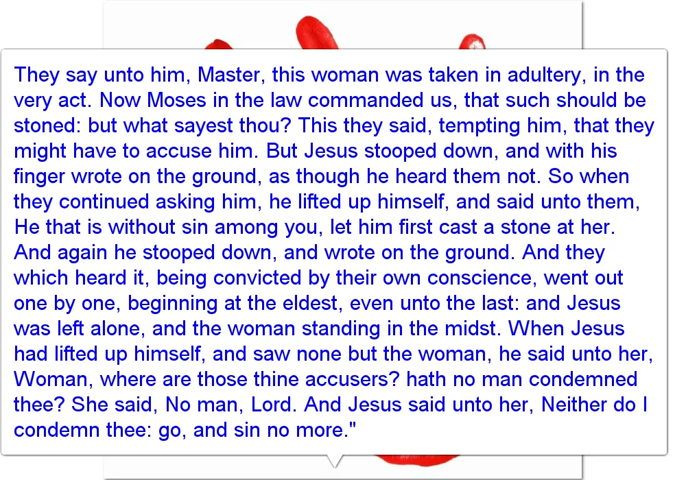 They say unto him, Master, this woman was taken in adultery, in the
very act. Now Moses in the law commanded us, that such should be
stoned: but what sayest thou? This they said, tempting him, that they
might have to accuse him. But Jesus stooped down, and with his
finger wrote on the ground, as though he heard them not. So when
they continued asking him, he lifted up himself, and said unto them,
He that is without sin among you, let him first cast a stone at her.
And again he stooped down, and wrote on the ground. And they
which heard it, being convicted by their own conscience, went out
one by one, beginning at the eldest, even unto the last: and Jesus
was left alone, and the woman standing in the midst. When Jesus
had lifted up himself, and saw none but the woman, he said unto her,
Woman, where are those thine accusers? hath no man condemned
thee? She said, No man, Lord. And Jesus said unto her, Neither do I
condemn thee: go, and sin no more."